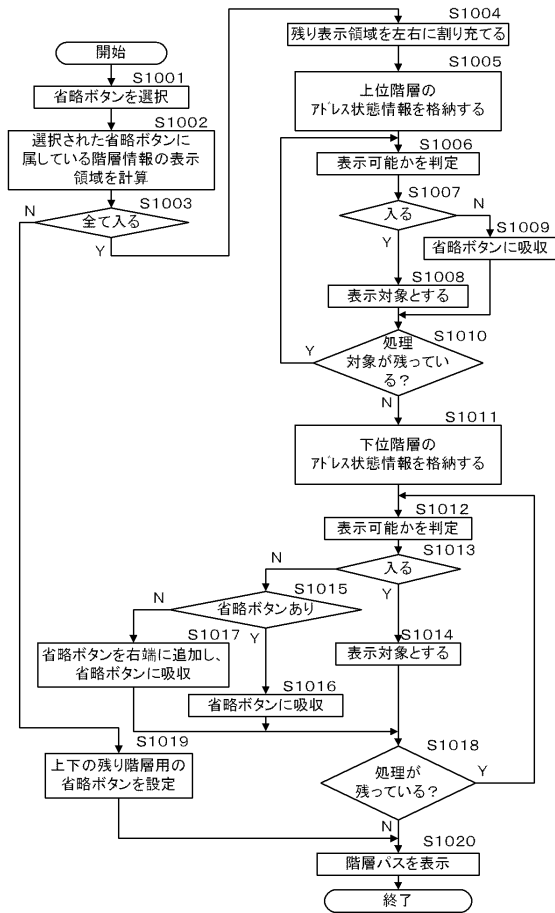 開始
S1001
省略ボタンを選択
S1002
選択された省略ボタンに
属している階層情報の表示
領域を計算
S1003
全て入る
N
Y
S1004
残り表示領域を左右に割り充てる
S1005
上位階層の
アドレス状態情報を格納する
S1006
表示可能かを判定
S1007
入る
N
Y
S1009
省略ボタンに吸収
S1008
表示対象とする
S1010
処理
対象が残ってい
る?
Y
N
S1011
下位階層の
アドレス状態情報を格納する
S1012
表示可能かを判定
S1013
入る
N
Y
S1015
省略ボタンあり
N
Y
S1017
省略ボタンを右端に追加し、
省略ボタンに吸収
S1016
省略ボタンに吸収
S1014
表示対象とする
S1018
処理が
残っている?
Y
N
S1019
上下の残り階層用の
省略ボタンを設定
S1020
階層パスを表示
終了